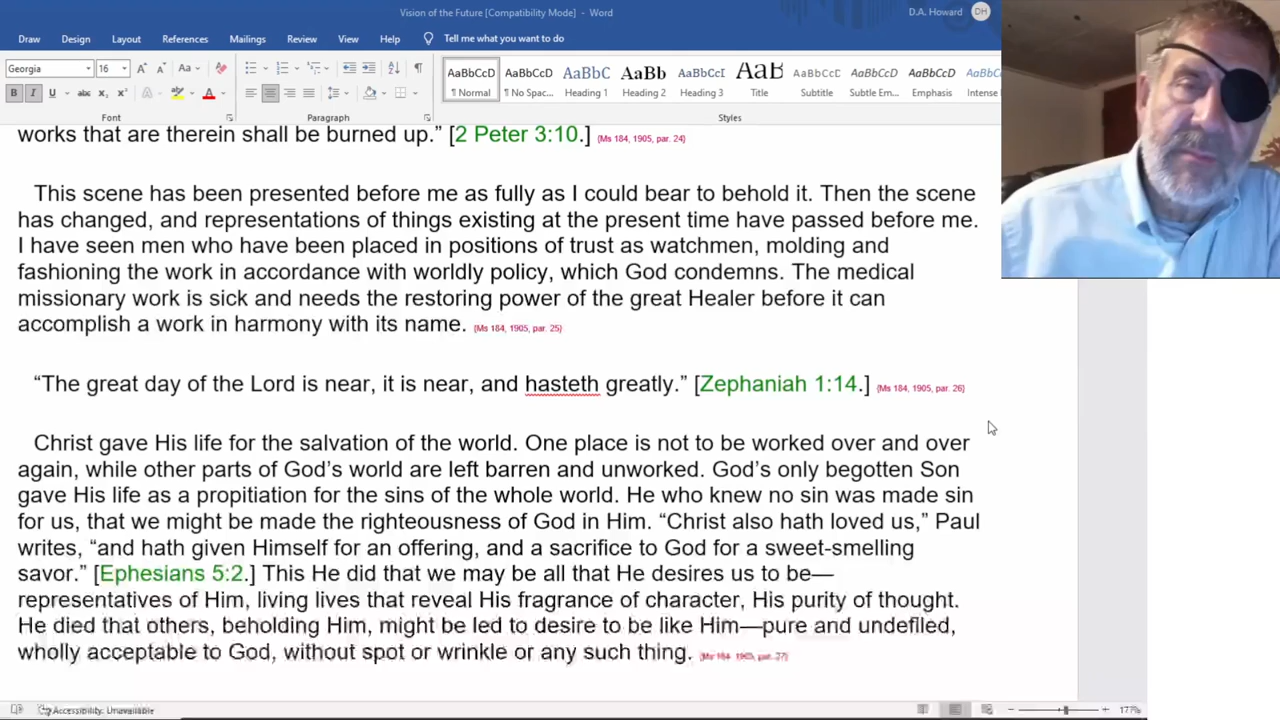 Vision of the Future [Compatibility Mode] - Word
D.A. Howard DH
Draw Design Layout References Mailings Review View Help Tell me what you want to do
Georgia 16 A A Aa ¶ AaBbCcD AaBbCcD AaBbC AaBb AaBbCcI AaB AaBbCcD AaBbCcD AaBbCcD AaBbC
B I U abc x₂ x² A A ¶ Normal ¶ No Spac... Heading 1 Heading 2 Heading 3 Title Subtitle Subtle Em... Emphasis Intense
Font Paragraph Styles
works that are therein shall be burned up.” [2 Peter 3:10.] {Ms 184, 1905, par. 24}
This scene has been presented before me as fully as I could bear to behold it. Then the scene
has changed, and representations of things existing at the present time have passed before me.
I have seen men who have been placed in positions of trust as watchmen, molding and
fashioning the work in accordance with worldly policy, which God condemns. The medical
missionary work is sick and needs the restoring power of the great Healer before it can
accomplish a work in harmony with its name. {Ms 184, 1905, par. 25}
“The great day of the Lord is near, it is near, and hasteth greatly.” [Zephaniah 1:14.] {Ms 184, 1905, par. 26}
Christ gave His life for the salvation of the world. One place is not to be worked over and over
again, while other parts of God’s world are left barren and unworked. God’s only begotten Son
gave His life as a propitiation for the sins of the whole world. He who knew no sin was made sin
for us, that we might be made the righteousness of God in Him. “Christ also hath loved us,” Paul
writes, “and hath given Himself for an offering, and a sacrifice to God for a sweet-smelling
savor.” [Ephesians 5:2.] This He did that we may be all that He desires us to be—
representatives of Him, living lives that reveal His fragrance of character, His purity of thought.
He died that others, beholding Him, might be led to desire to be like Him—pure and undefiled,
wholly acceptable to God, without spot or wrinkle or any such thing. {Ms 184, 1905, par. 27}
Accessibility: Unavailable 177%